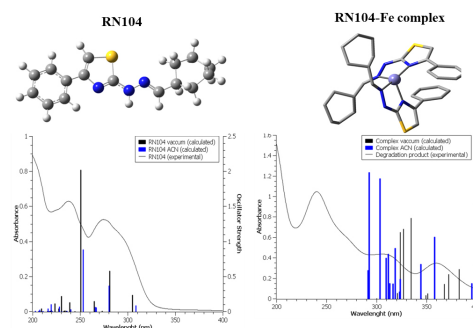 RN104
RN104-Fe complex
RN104 vaccum (calculated)
RN104 ACN (calculated)
RN104 (experimental)
Absorbance
1
0.8
0.6
0.4
0.2
0
2.5
2
1.5
1
0.5
0
Oscillator Strength
200
250
300
350
400
Wavelenght (nm)
Complex vaccum (calculated)
Complex ACN (calculated)
Degradation product (experimental)
Absorbance
1.6
1.4
1.2
1
0.8
0.6
0.4
0.2
0
200
250
300
350
Wavelenght (nm)